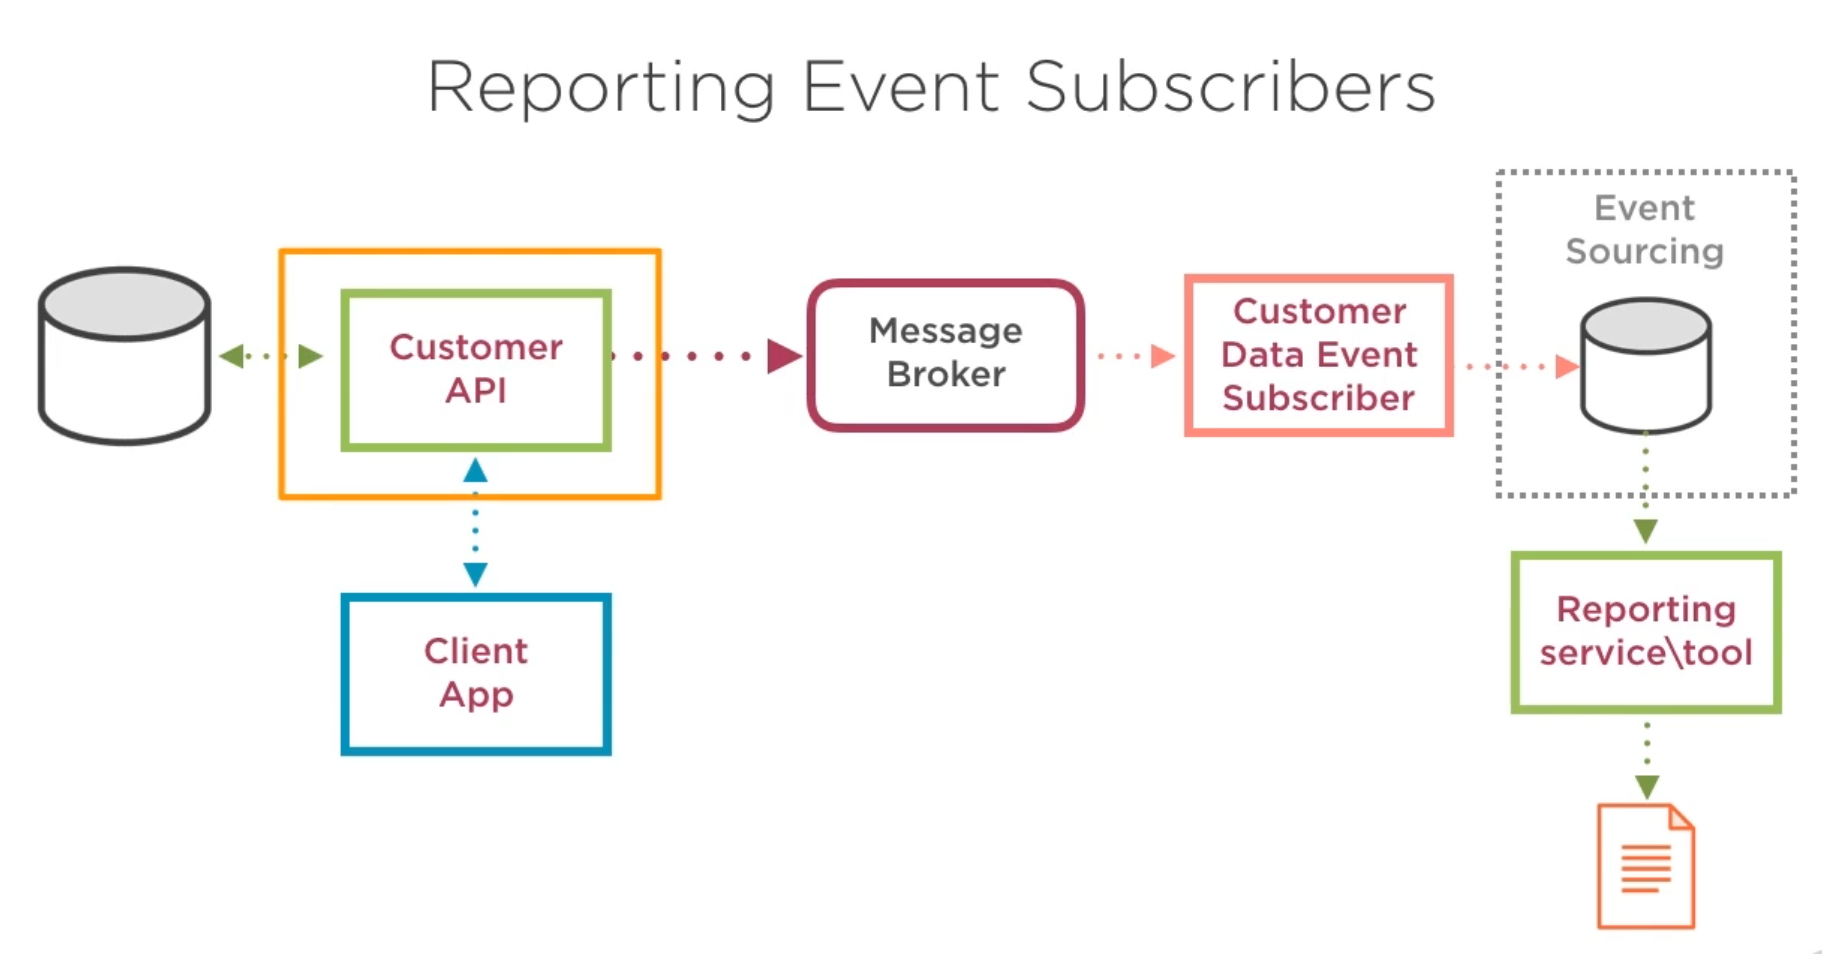 Reporting Event Subscribers
Event
Sourcing
Customer
API
Message
Broker
Customer
Data Event
Subscriber
Client
App
Reporting
service\tool